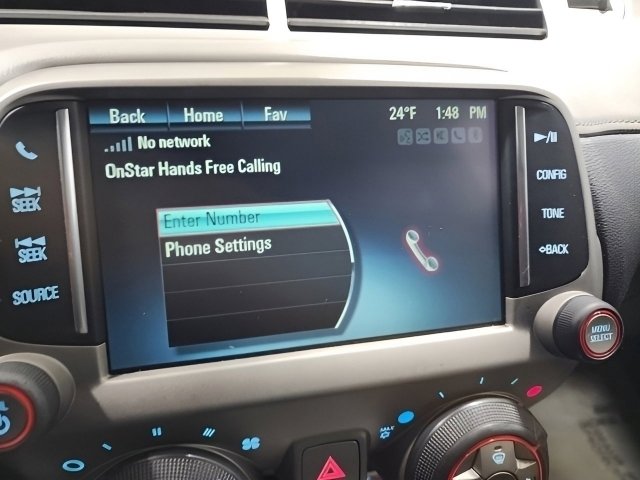 Back Home Fav
24°F 1:48 PM
No network
OnStar Hands Free Calling
Enter Number
Phone Settings
SEEK
SEEK
SOURCE
CONFIG
TONE
BACK
MENU
SELECT
MAX